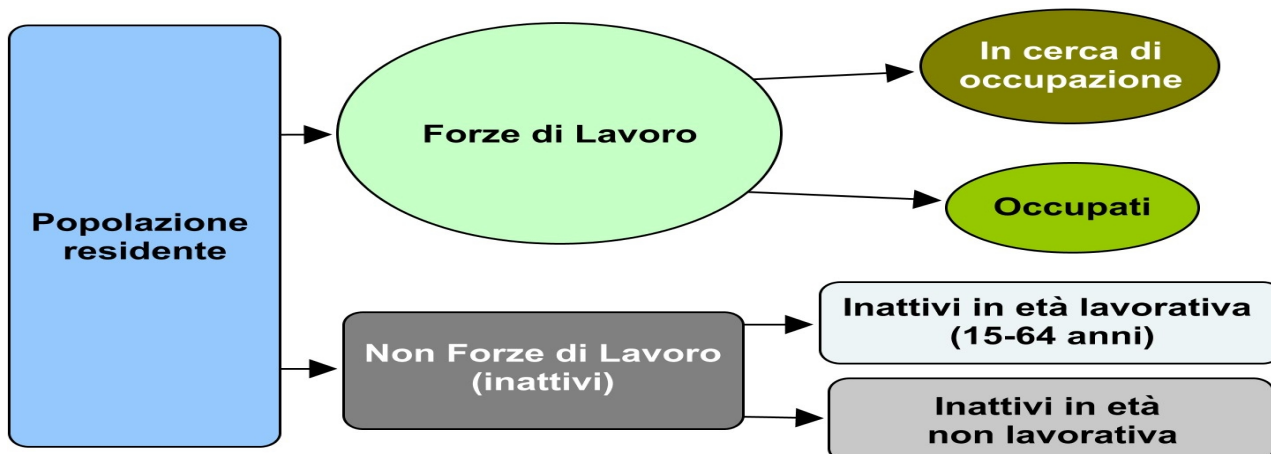 Popolazione
residente
Forze di Lavoro
In cerca di
occupazione
Occupati
Non Forze di Lavoro
(inattivi)
Inattivi in età lavorativa
(15-64 anni)
Inattivi in età
non lavorativa